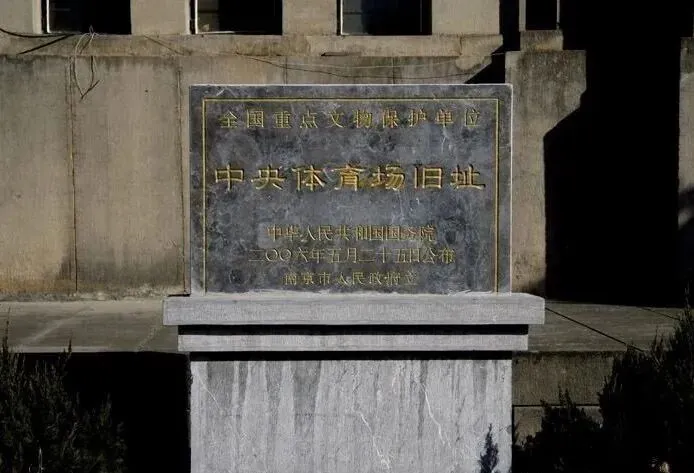 全国重点文物保护单位
中央体育场旧址
中华人民共和国国务院
二〇〇六年五月二十五日公布
南京市人民政府立